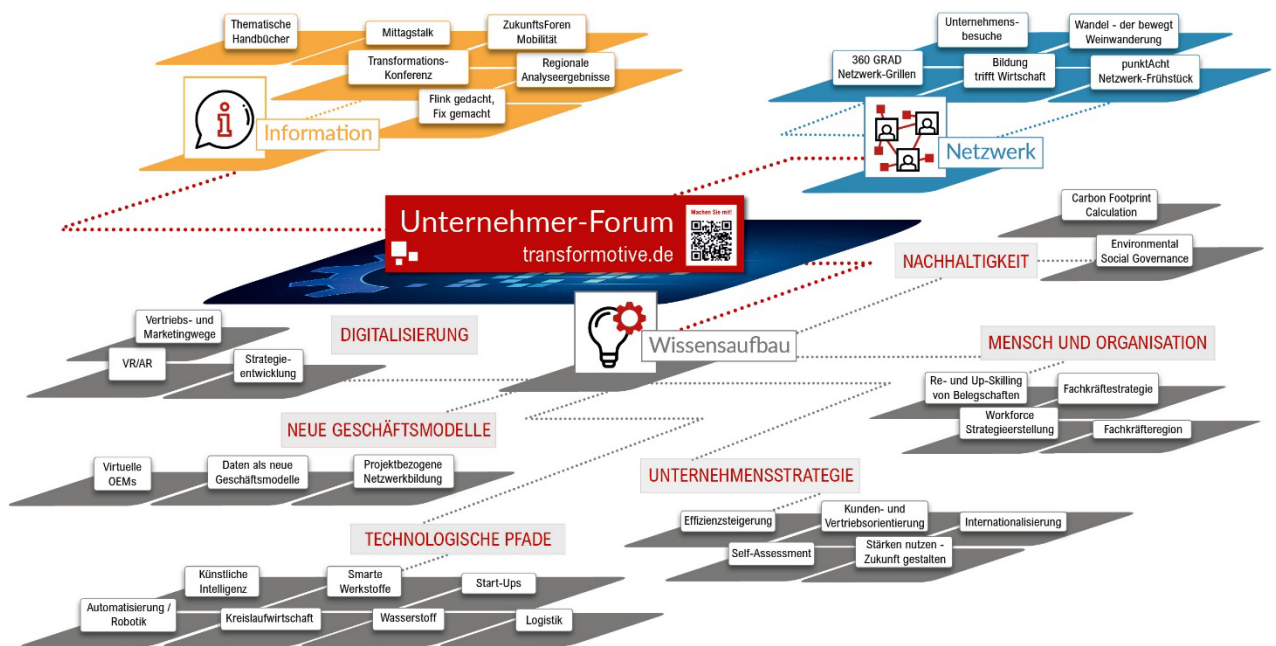 Thematische
Handbücher
Mittagstalk
ZukunftsForen
Mobilität
Transformations-
Konferenz
Regionale
Analyseergebnisse
Flink gedacht,
Fix gemacht
Information
Unternehmens-
besuche
Wandel - der bewegt
Weinwanderung
360 GRAD
Netzwerk-Grillen
Bildung
trifft Wirtschaft
punktAcht
Netzwerk-Frühstück
Netzwerk
Unternehmer-Forum
transformotive.de
Machen Sie mit!
Carbon Footprint
Calculation
Environmental
Social Governance
NACHHALTIGKEIT
Wissensaufbau
DIGITALISIERUNG
Vertriebs- und
Marketingwege
VR/AR
Strategie-
entwicklung
MENSCH UND ORGANISATION
Re- und Up-Skilling
von Belegschaften
Fachkräftestrategie
Workforce
Strategieerstellung
Fachkräfteregion
NEUE GESCHÄFTSMODELLE
Virtuelle
OEMs
Daten als neue
Geschäftsmodelle
Projektbezogene
Netzwerkbildung
UNTERNEHMENSSTRATEGIE
Effizienzsteigerung
Kunden- und
Vertriebsorientierung
Internationalisierung
Self-Assessment
Stärken nutzen -
Zukunft gestalten
TECHNOLOGISCHE PFADE
Künstliche
Intelligenz
Smarte
Werkstoffe
Start-Ups
Automatisierung /
Robotik
Kreislaufwirtschaft
Wasserstoff
Logistik